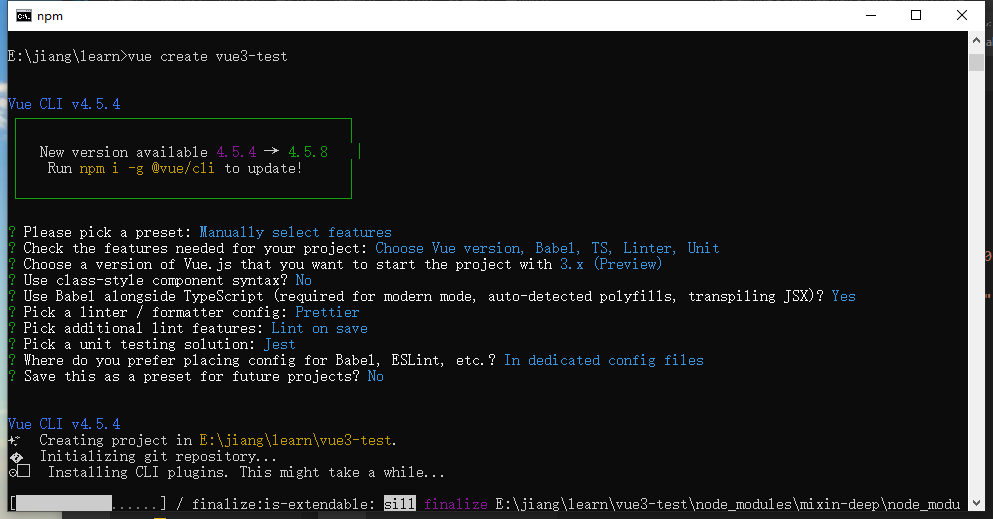 npm
E:\jiang\learn>vue create vue3-test
Vue CLI v4.5.4
New version available 4.5.4 → 4.5.8
Run npm i -g @vue/cli to update!
? Please pick a preset: Manually select features
? Check the features needed for your project: Choose Vue version, Babel, TS, Linter, Unit
? Choose a version of Vue.js that you want to start the project with 3.x (Preview)
? Use class-style component syntax? No
? Use Babel alongside TypeScript (required for modern mode, auto-detected polyfills, transpiling JSX)? Yes
? Pick a linter / formatter config: Prettier
? Pick additional lint features: Lint on save
? Pick a unit testing solution: Jest
? Where do you prefer placing config for Babel, ESLint, etc.? In dedicated config files
? Save this as a preset for future projects? No
Vue CLI v4.5.4
Creating project in E:\jiang\learn\vue3-test.
Initializing git repository...
Installing CLI plugins. This might take a while...
[ ......] / finalize:is-extendable: sill finalize E:\jiang\learn\vue3-test\node_modules\mixin-deep\node_modu